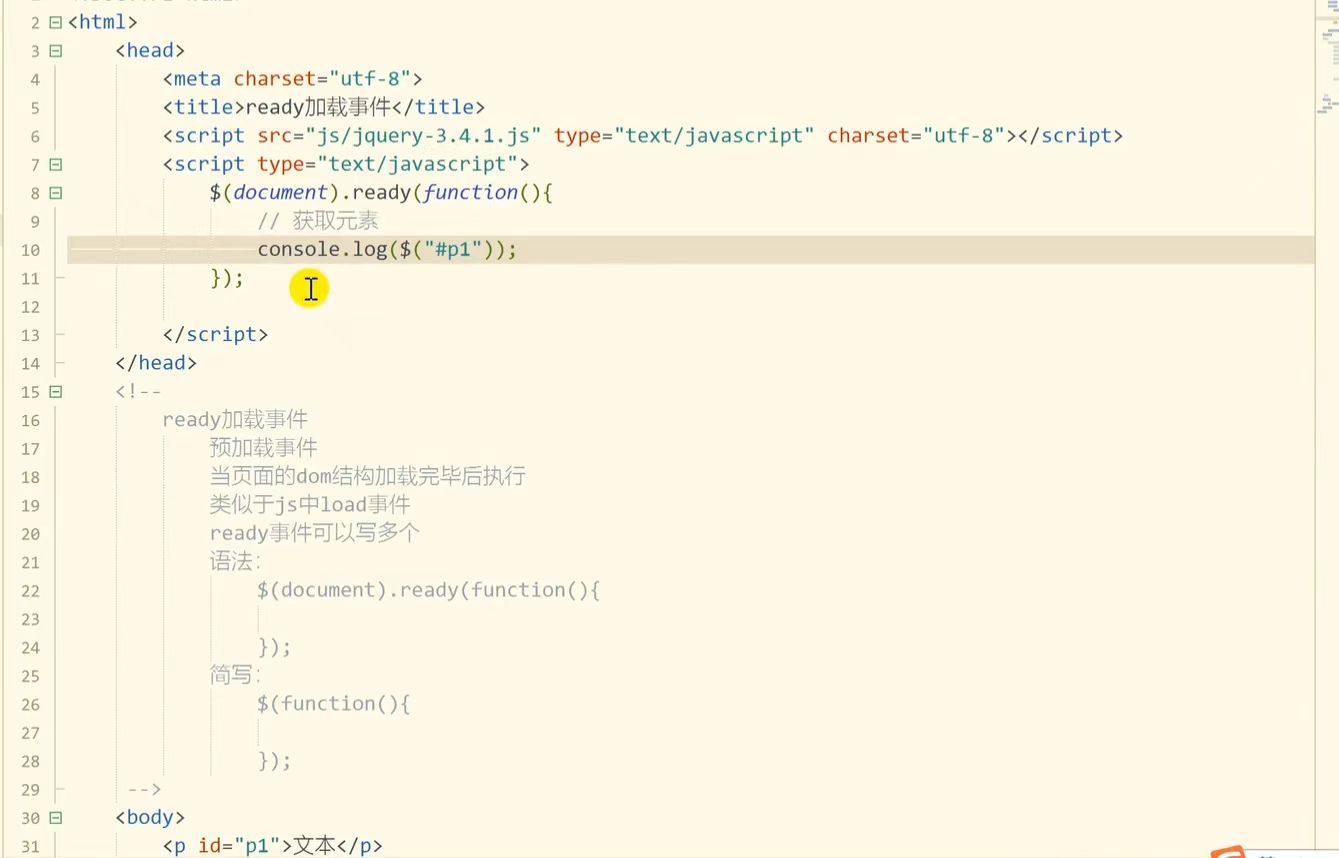 2 <html>
3 <head>
4 <meta charset="utf-8">
5 <title>ready加载事件</title>
6 <script src="js/jquery-3.4.1.js" type="text/javascript" charset="utf-8"></script>
7 <script type="text/javascript">
8 $(document).ready(function(){
9 // 获取元素
10 console.log($("#p1"));
11 });
12
13 </script>
14 </head>
15 <!--
16 ready加载事件
17 预加载事件
18 当页面的dom结构加载完毕后执行
19 类似于js中load事件
20 ready事件可以写多个
21 语法:
22 $(document).ready(function(){
23
24 });
25 简写:
26 $(function(){
27
28 });
29 -->
30 <body>
31 <p id="p1">文本</p>